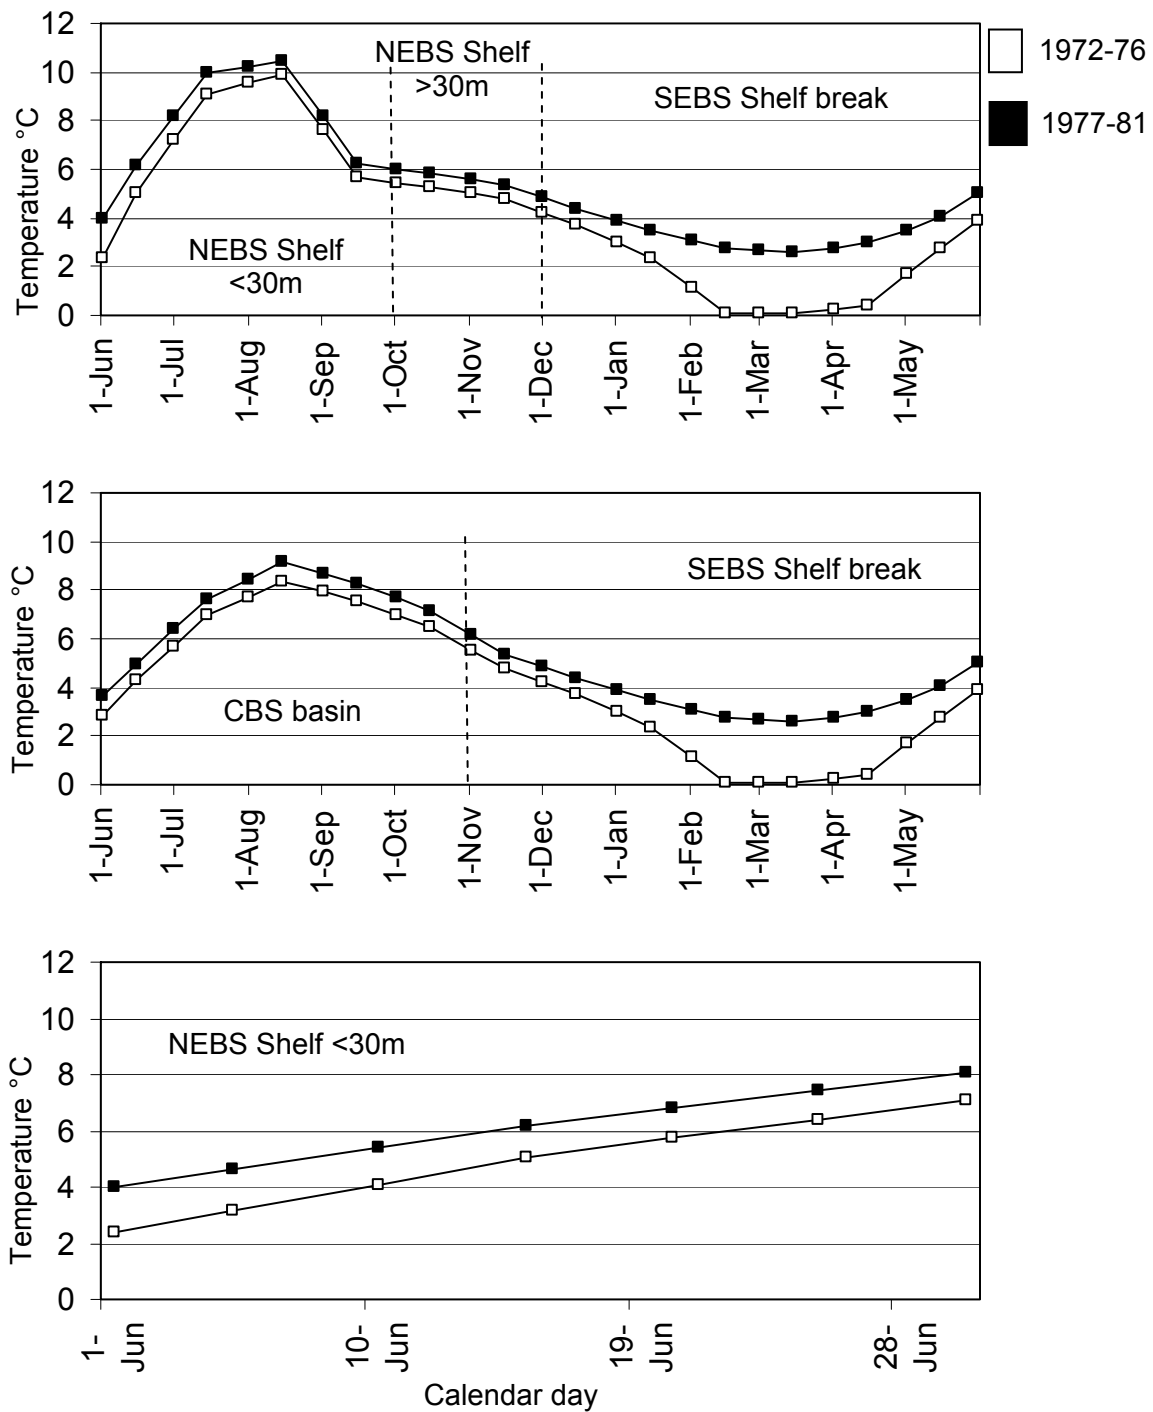 12
10
8
6
4
2
0
Temperature °C
NEBS Shelf
>30m
SEBS Shelf break
NEBS Shelf
<30m
1972-76
1977-81
1-Jun
1-Jul
1-Aug
1-Sep
1-Oct
1-Nov
1-Dec
1-Jan
1-Feb
1-Mar
1-Apr
1-May
12
10
8
6
4
2
0
Temperature °C
SEBS Shelf break
CBS basin
1-Jun
1-Jul
1-Aug
1-Sep
1-Oct
1-Nov
1-Dec
1-Jan
1-Feb
1-Mar
1-Apr
1-May
12
10
8
6
4
2
0
Temperature °C
NEBS Shelf <30m
1-
Jun
10-
Jun
19-
Jun
28-
Jun
Calendar day